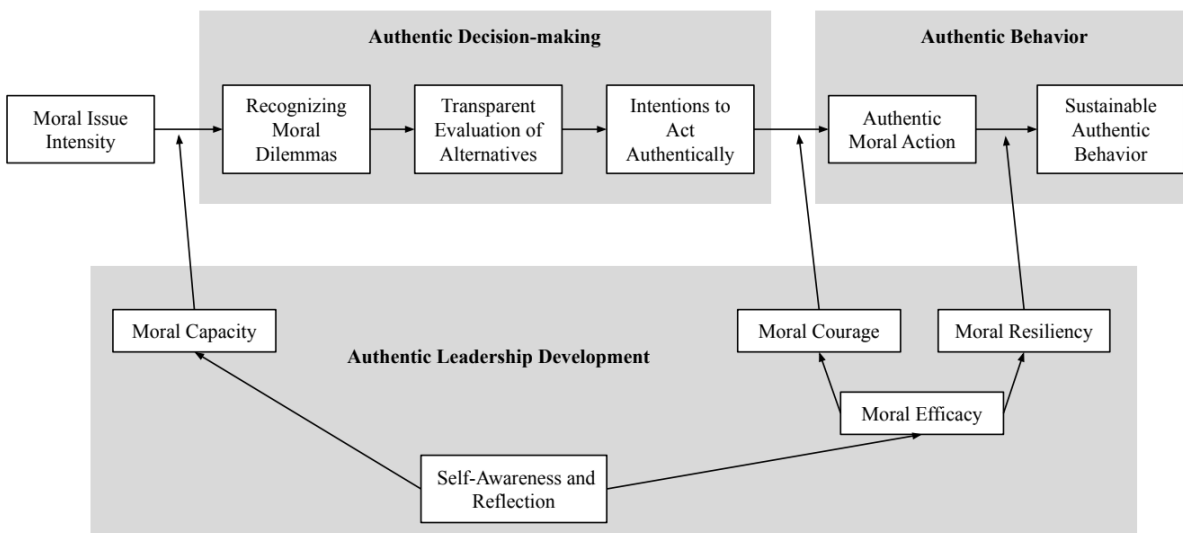 Authentic Decision-making
Authentic Behavior
Moral Issue
Intensity
Recognizing
Moral
Dilemmas
Transparent
Evaluation of
Alternatives
Intentions to
Act
Authentically
Authentic
Moral Action
Sustainable
Authentic
Behavior
Moral Capacity
Moral Courage
Moral Resiliency
Authentic Leadership Development
Moral Efficacy
Self-Awareness and
Reflection